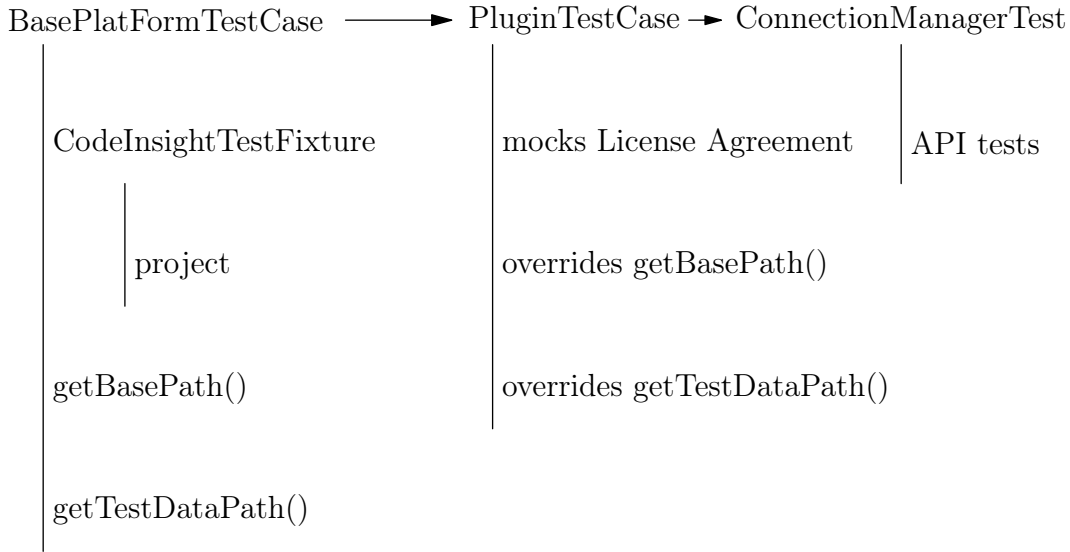 BasePlatFormTestCase PluginTestCase ConnectionManagerTest
CodeInsightTestFixture mocks License Agreement API tests
project overrides getBasePath()
getBasePath() overrides getTestDataPath()
getTestDataPath()